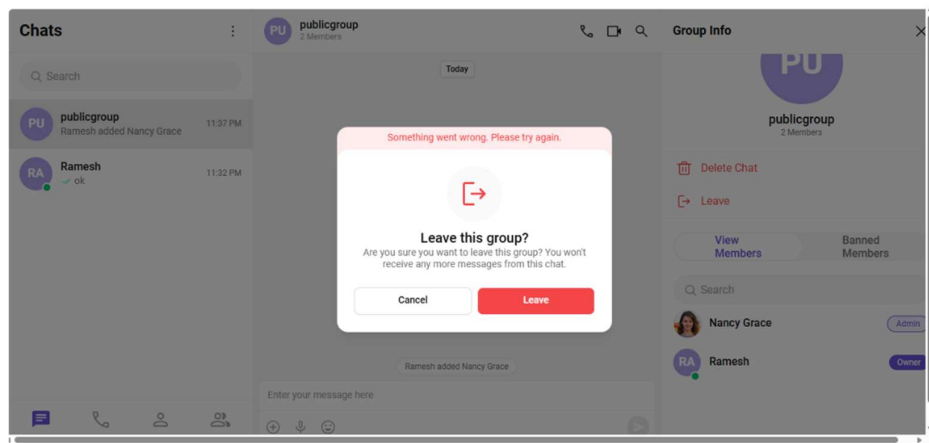 Chats
Search
PU
publicgroup
Ramesh added Nancy Grace
11:37 PM
RA
Ramesh
ok
11:32 PM
PU
publicgroup
2 Members
Today
Something went wrong. Please try again.
Leave this group?
Are you sure you want to leave this group? You won't
receive any more messages from this chat.
Cancel
Leave
Ramesh added Nancy Grace
Enter your message here
Group Info
PU
publicgroup
2 Members
Delete Chat
Leave
View
Members
Banned
Members
Search
Nancy Grace
Admin
RA
Ramesh
Owner